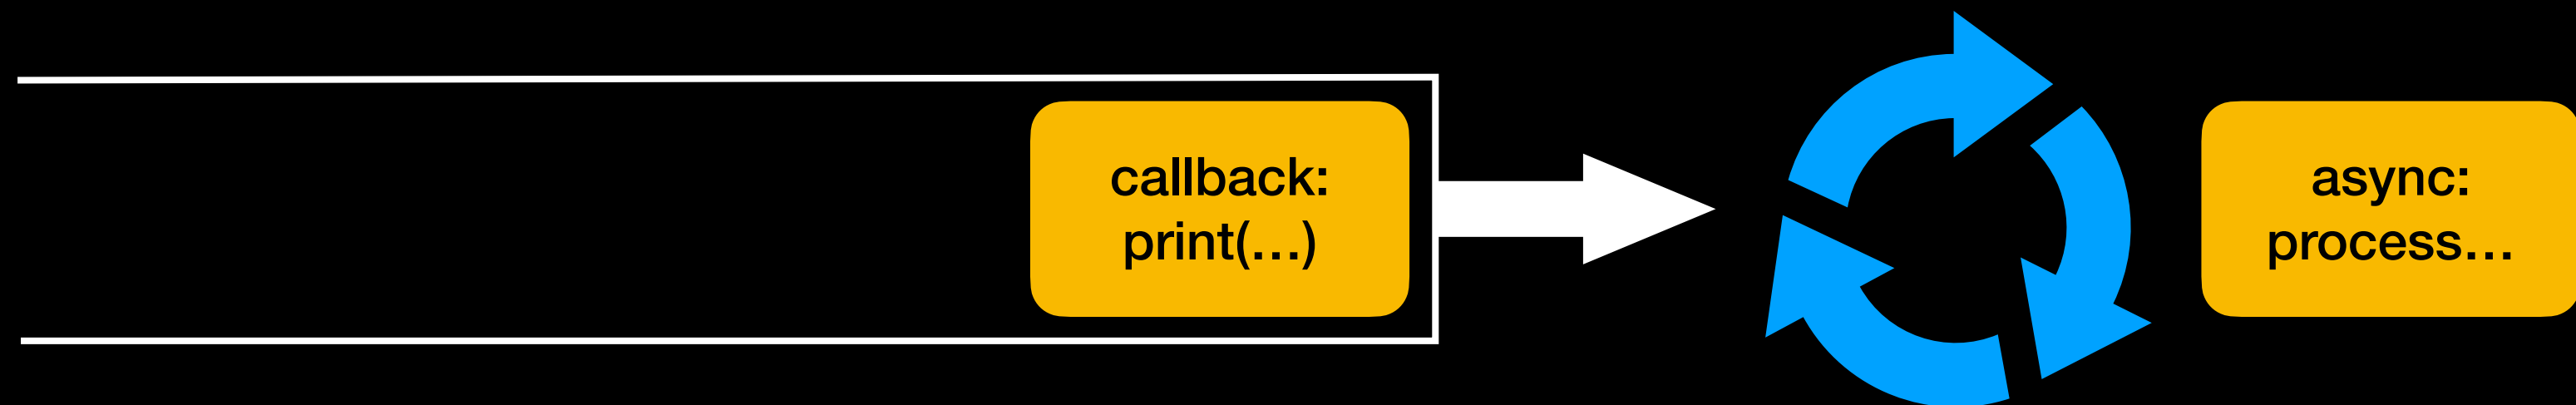 callback:
print(…)
async:
process…